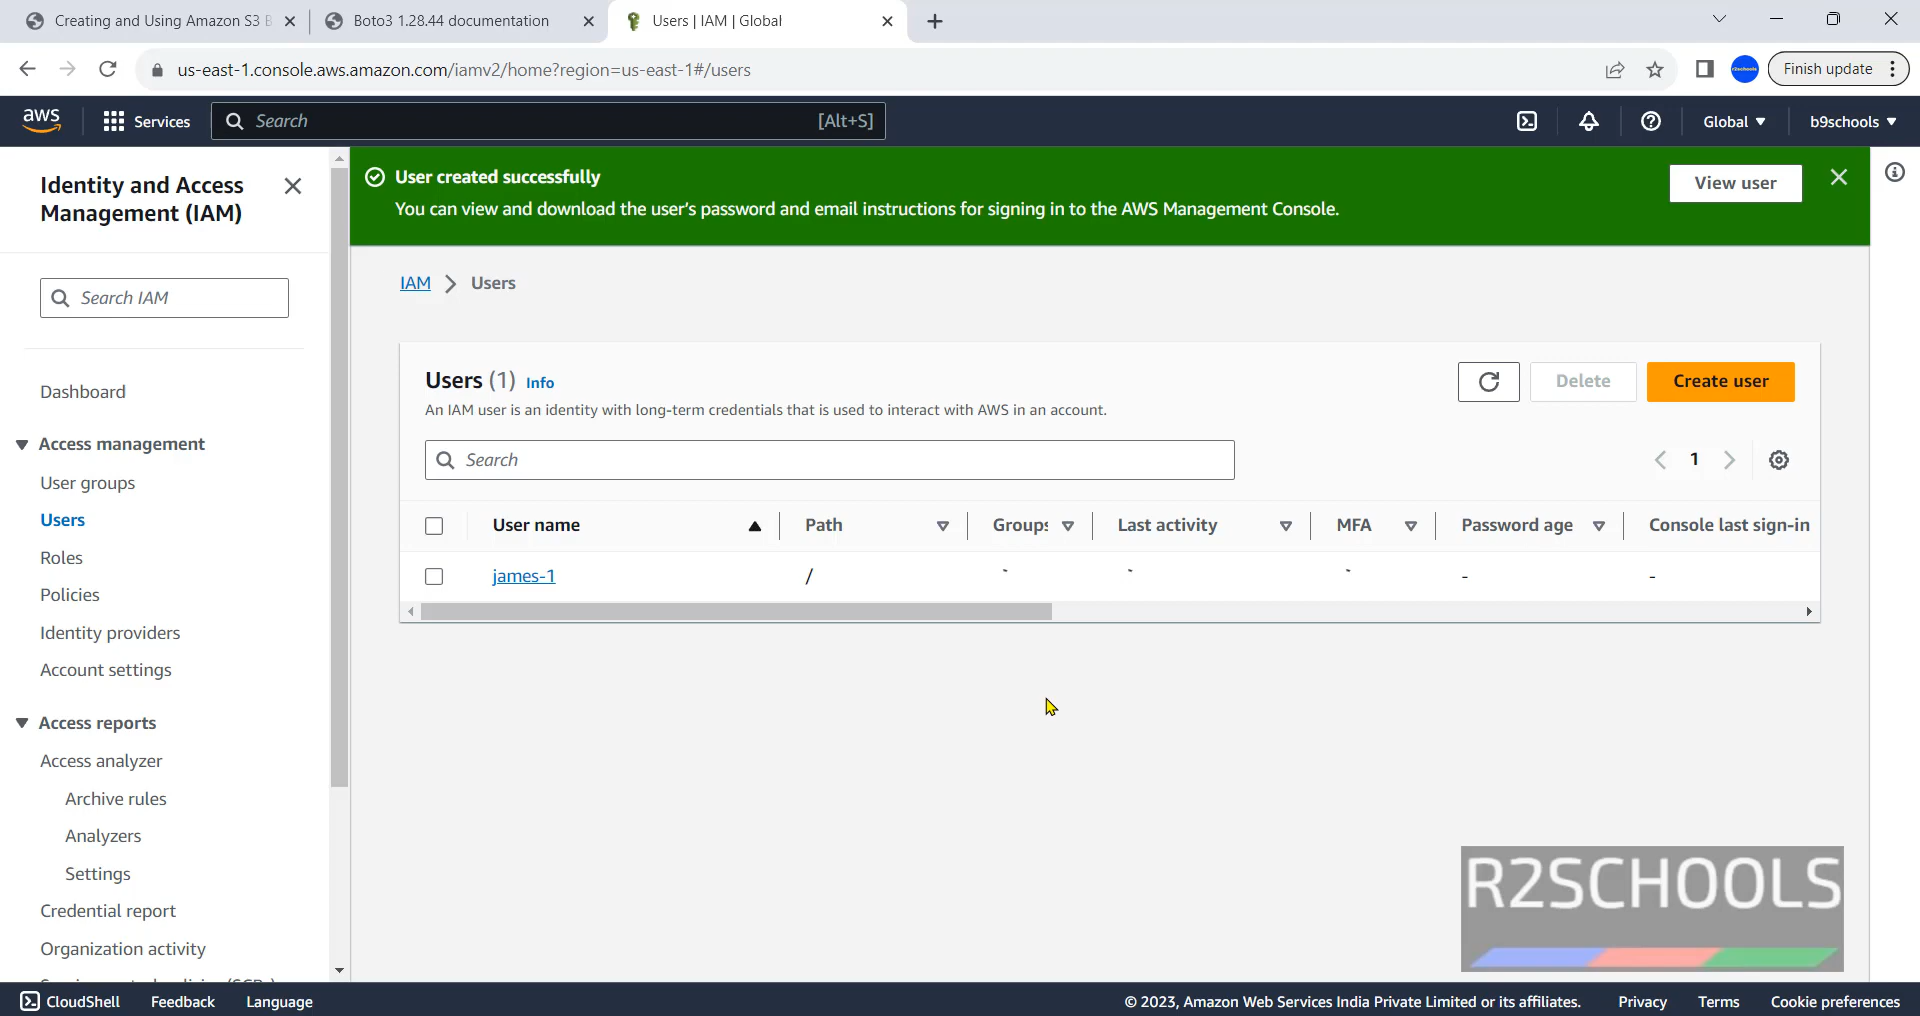 Creating and Using Amazon S3 B
Boto3 1.28.44 documentation
Users | IAM | Global
us-east-1.console.aws.amazon.com/iamv2/home?region=us-east-1#/users
Finish update
aws
Services
Search
[Alt+S]
Global
b9schools
Identity and Access
Management (IAM)
Search IAM
Dashboard
Access management
User groups
Users
Roles
Policies
Identity providers
Account settings
Access reports
Access analyzer
Archive rules
Analyzers
Settings
Credential report
Organization activity
User created successfully
You can view and download the user's password and email instructions for signing in to the AWS Management Console.
View user
IAM > Users
Users (1) Info
An IAM user is an identity with long-term credentials that is used to interact with AWS in an account.
Delete
Create user
Search
1
User name Path Groups Last activity MFA Password age Console last sign-in
james-1 / - -
R2SCHOOLS
CloudShell Feedback Language
© 2023, Amazon Web Services India Private Limited or its affiliates. Privacy Terms Cookie preferences